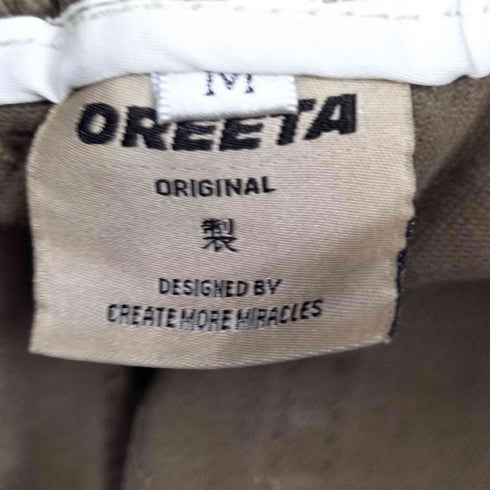 M
OREETA
ORIGINAL
製
DESIGNED BY
CREATE MORE MIRACLES